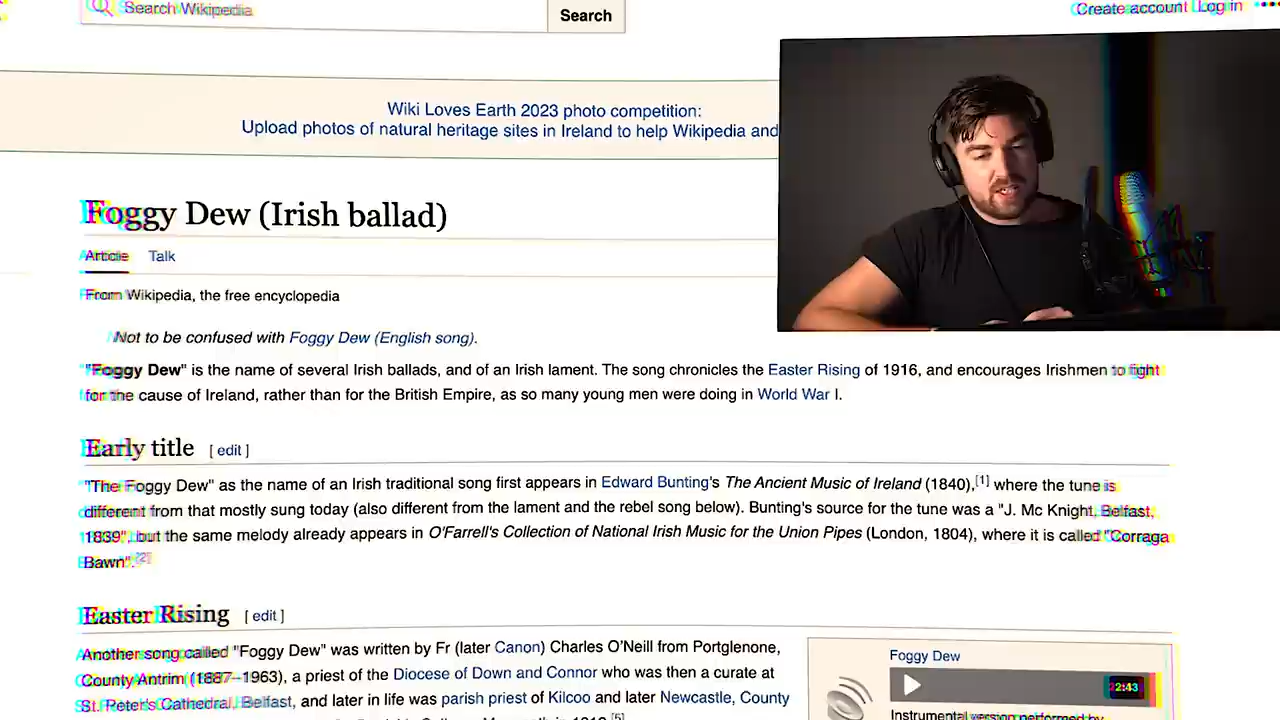 Search Wikipedia
Search
Create account Log in
Wiki Loves Earth 2023 photo competition:
Upload photos of natural heritage sites in Ireland to help Wikipedia and
Foggy Dew (Irish ballad)
Article Talk
From Wikipedia, the free encyclopedia
Not to be confused with Foggy Dew (English song).
"Foggy Dew" is the name of several Irish ballads, and of an Irish lament. The song chronicles the Easter Rising of 1916, and encourages Irishmen to fight
for the cause of Ireland, rather than for the British Empire, as so many young men were doing in World War I.
Early title [ edit ]
"The Foggy Dew" as the name of an Irish traditional song first appears in Edward Bunting's The Ancient Music of Ireland (1840),[1] where the tune is
different from that mostly sung today (also different from the lament and the rebel song below). Bunting's source for the tune was a "J. Mc Knight, Belfast,
1839", but the same melody already appears in O'Farrell's Collection of National Irish Music for the Union Pipes (London, 1804), where it is called "Corraga
Bawn".[2]
Easter Rising [ edit ]
Another song called "Foggy Dew" was written by Fr (later Canon) Charles O'Neill from Portglenone,
County Antrim (1887–1963), a priest of the Diocese of Down and Connor who was then a curate at
St. Peter's Cathedral, Belfast, and later in life was parish priest of Kilcoo and later Newcastle, County
Foggy Dew
22:43
Instrumental version performed by